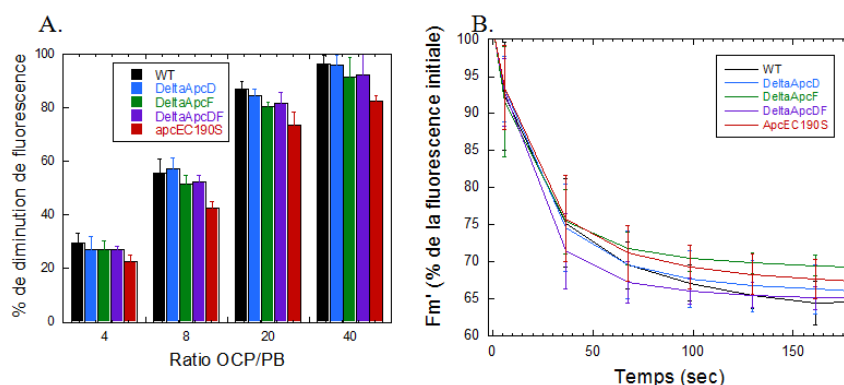 A.
% de diminution de fluorescence
100
80
60
40
20
0
WT
DeltaApcD
DeltaApcF
DeltaApcDF
apcEC190S
4
8
20
40
Ratio OCP/PB
B.
Fm' (% de la fluorescence initiale)
100
95
90
85
80
75
70
65
60
WT
DeltaApcD
DeltaApcF
DeltaApcDF
ApcEC190S
0
50
100
150
Temps (sec)